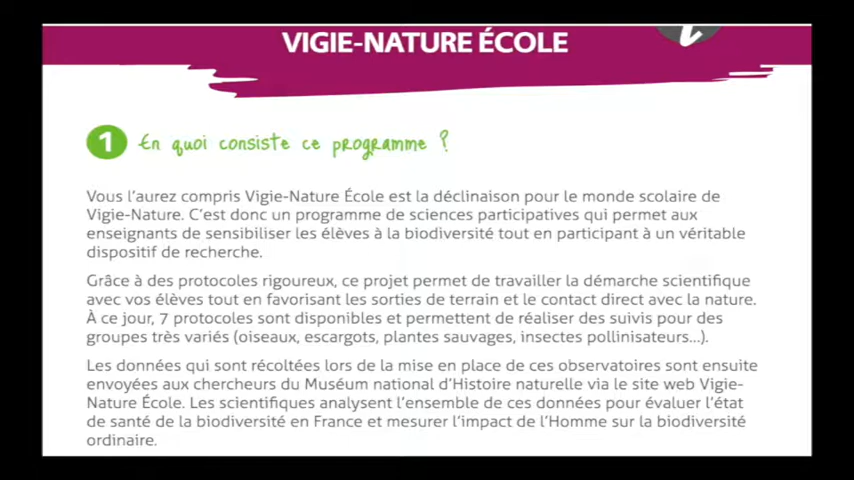 VIGIE-NATURE ÉCOLE
1 En quoi consiste ce programme ?
Vous l'aurez compris Vigie-Nature École est la déclinaison pour le monde scolaire de
Vigie-Nature. C'est donc un programme de sciences participatives qui permet aux
enseignants de sensibiliser les élèves à la biodiversité tout en participant à un véritable
dispositif de recherche.
Grâce à des protocoles rigoureux, ce projet permet de travailler la démarche scientifique
avec vos élèves tout en favorisant les sorties de terrain et le contact direct avec la nature.
À ce jour, 7 protocoles sont disponibles et permettent de réaliser des suivis pour des
groupes très variés (oiseaux, escargots, plantes sauvages, insectes pollinisateurs...).
Les données qui sont récoltées lors de la mise en place de ces observatoires sont ensuite
envoyées aux chercheurs du Muséum national d'Histoire naturelle via le site web Vigie-
Nature École. Les scientifiques analysent l'ensemble de ces données pour évaluer l'état
de santé de la biodiversité en France et mesurer l'impact de l'Homme sur la biodiversité
ordinaire.